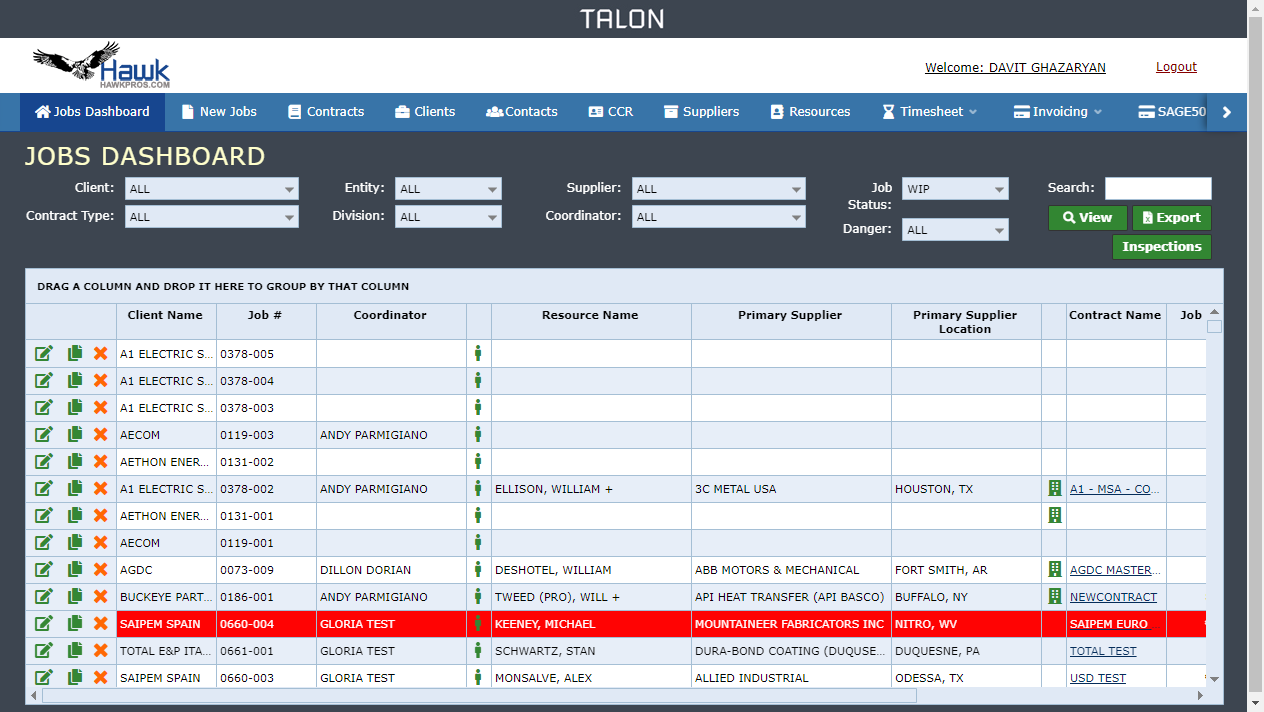 TALON
Hawk
HAWKPROS.COM
Welcome: DAVIT GHAZARYAN Logout
Jobs Dashboard New Jobs Contracts Clients Contacts CCR Suppliers Resources Timesheet Invoicing SAGE50
JOBS DASHBOARD
Client: ALL Entity: ALL Supplier: ALL Job Status: WIP Search:
Contract Type: ALL Division: ALL Coordinator: ALL Danger: ALL View Export
Inspections
DRAG A COLUMN AND DROP IT HERE TO GROUP BY THAT COLUMN
Client Name Job # Coordinator Resource Name Primary Supplier Primary Supplier Location Contract Name Job
A1 ELECTRIC S... 0378-005
A1 ELECTRIC S... 0378-004
A1 ELECTRIC S... 0378-003
AECOM 0119-003 ANDY PARMIGIANO
AETHON ENER... 0131-002
A1 ELECTRIC S... 0378-002 ANDY PARMIGIANO ELLISON, WILLIAM + 3C METAL USA HOUSTON, TX A1 - MSA - CO...
AETHON ENER... 0131-001
AECOM 0119-001
AGDC 0073-009 DILLON DORIAN DESHOTEL, WILLIAM ABB MOTORS & MECHANICAL FORT SMITH, AR AGDC MASTER...
BUCKEYE PART... 0186-001 ANDY PARMIGIANO TWEED (PRO), WILL + API HEAT TRANSFER (API BASCO) BUFFALO, NY NEWCONTRACT
SAIPEM SPAIN 0660-004 GLORIA TEST KEENEY, MICHAEL MOUNTAINEER FABRICATORS INC NITRO, WV SAIPEM EURO
TOTAL E&P ITA... 0661-001 GLORIA TEST SCHWARTZ, STAN DURA-BOND COATING (DUQUSE... DUQUESNE, PA TOTAL TEST
SAIPEM SPAIN 0660-003 GLORIA TEST MONSALVE, ALEX ALLIED INDUSTRIAL ODESSA, TX USD TEST